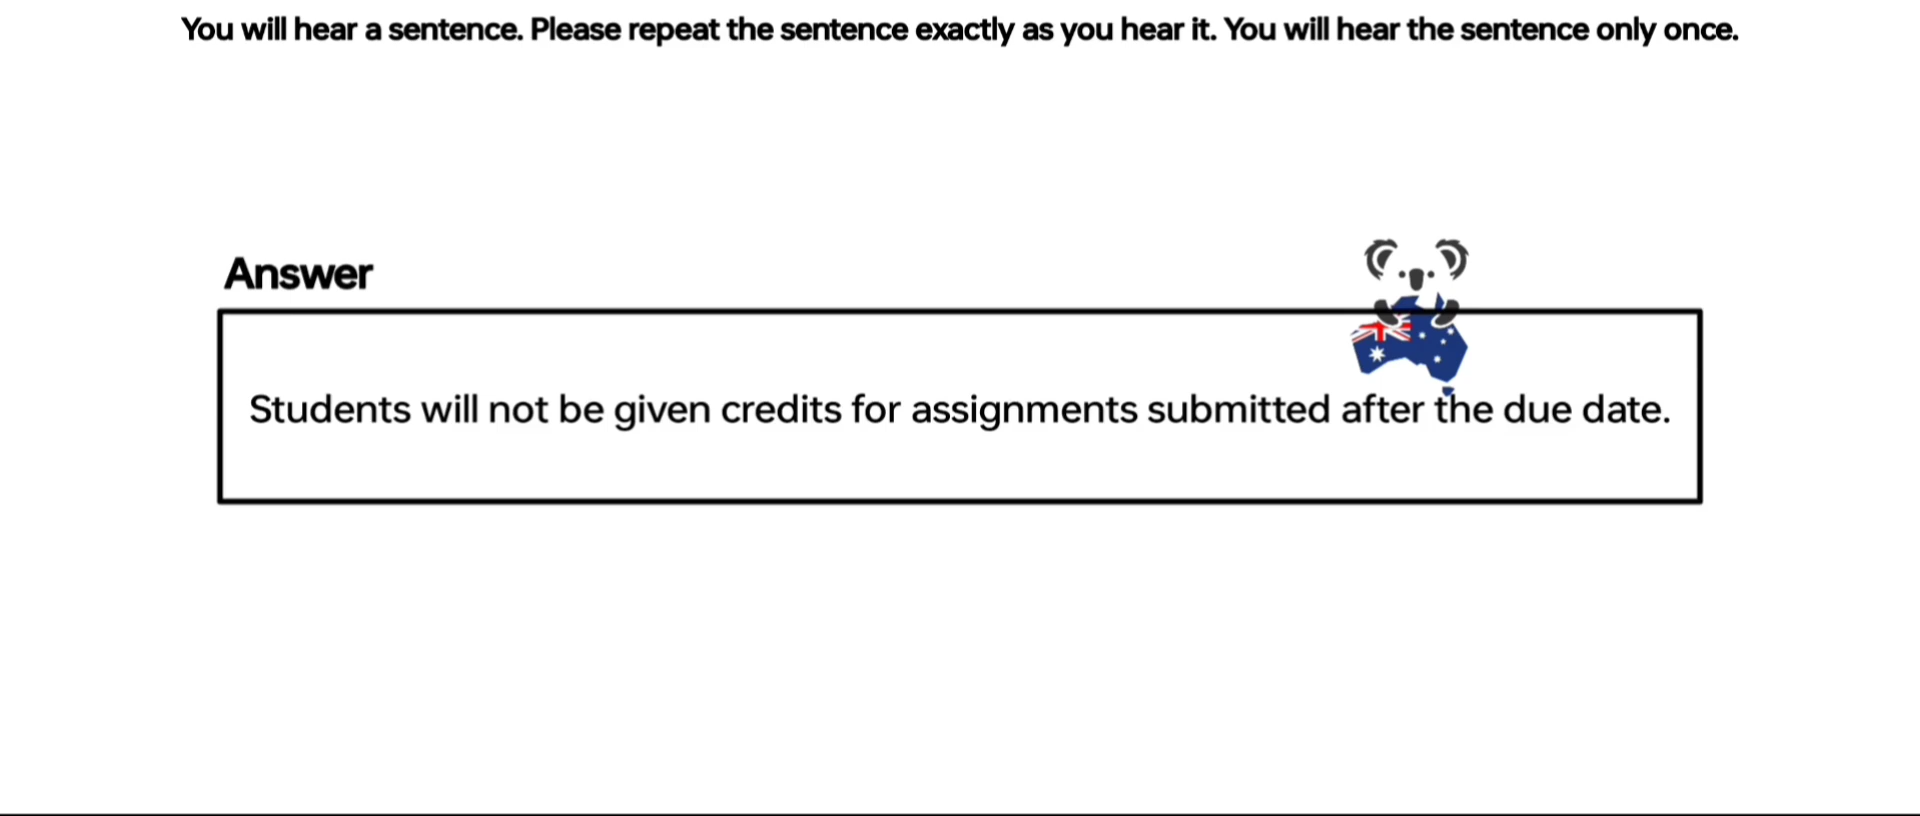 You will hear a sentence. Please repeat the sentence exactly as you hear it. You will hear the sentence only once.
Answer
Students will not be given credits for assignments submitted after the due date.